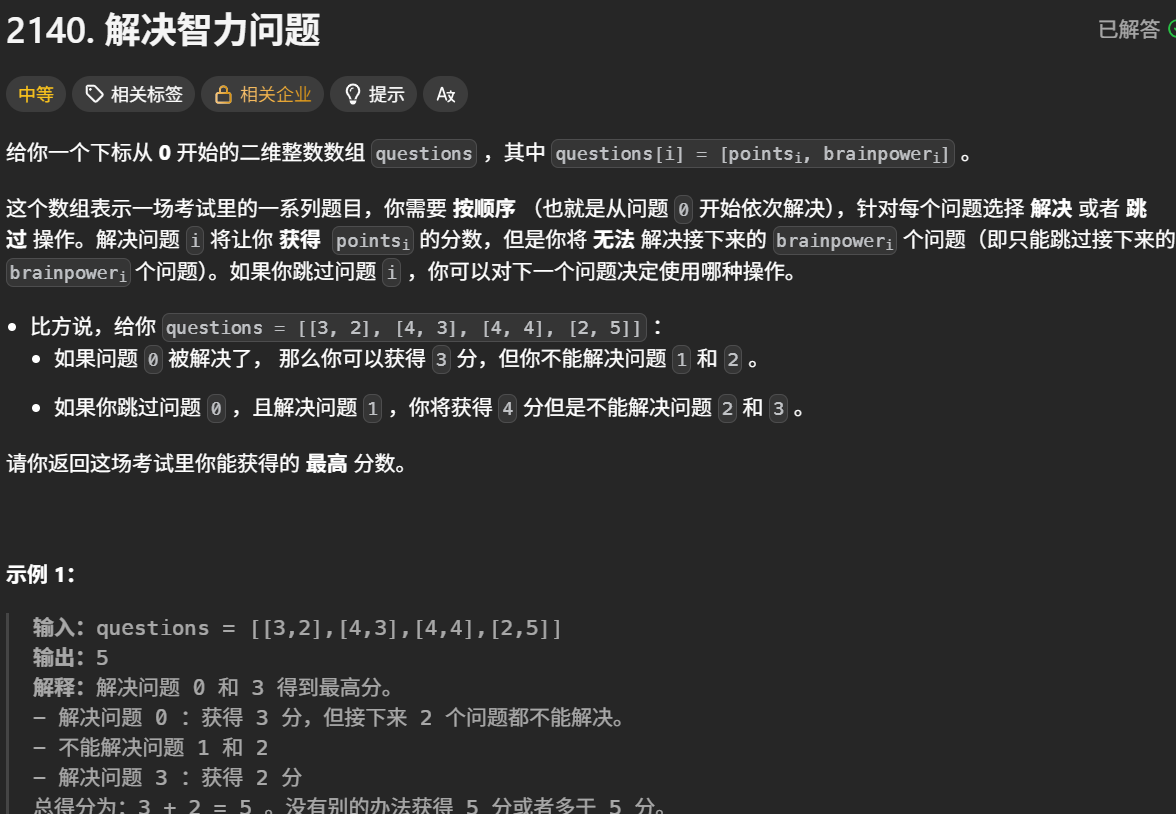 2140. 解决智力问题
已解答
中等 相关标签 相关企业 提示
给你一个下标从 0 开始的二维整数数组 questions ，其中 questions[i] = [pointsi, brainpoweri] 。
这个数组表示一场考试里的一系列题目，你需要 按顺序 （也就是从问题 0 开始依次解决），针对每个问题选择 解决 或者 跳
过 操作。解决问题 i 将让你 获得 pointsi 的分数，但是你将 无法 解决接下来的 brainpoweri 个问题（即只能跳过接下来的
brainpoweri 个问题）。如果你跳过问题 i ，你可以对下一个问题决定使用哪种操作。
• 比方说，给你 questions = [[3, 2], [4, 3], [4, 4], [2, 5]] ：
• 如果问题 0 被解决了， 那么你可以获得 3 分，但你不能解决问题 1 和 2 。
• 如果你跳过问题 0 ，且解决问题 1 ，你将获得 4 分但是不能解决问题 2 和 3 。
请你返回这场考试里你能获得的 最高 分数。
示例 1：
输入：questions = [[3,2],[4,3],[4,4],[2,5]]
输出：5
解释：解决问题 0 和 3 得到最高分。
- 解决问题 0 ：获得 3 分，但接下来 2 个问题都不能解决。
- 不能解决问题 1 和 2
- 解决问题 3 ：获得 2 分
总得分为：3 + 2 = 5 。没有别的办法获得 5 分或者多于 5 分。